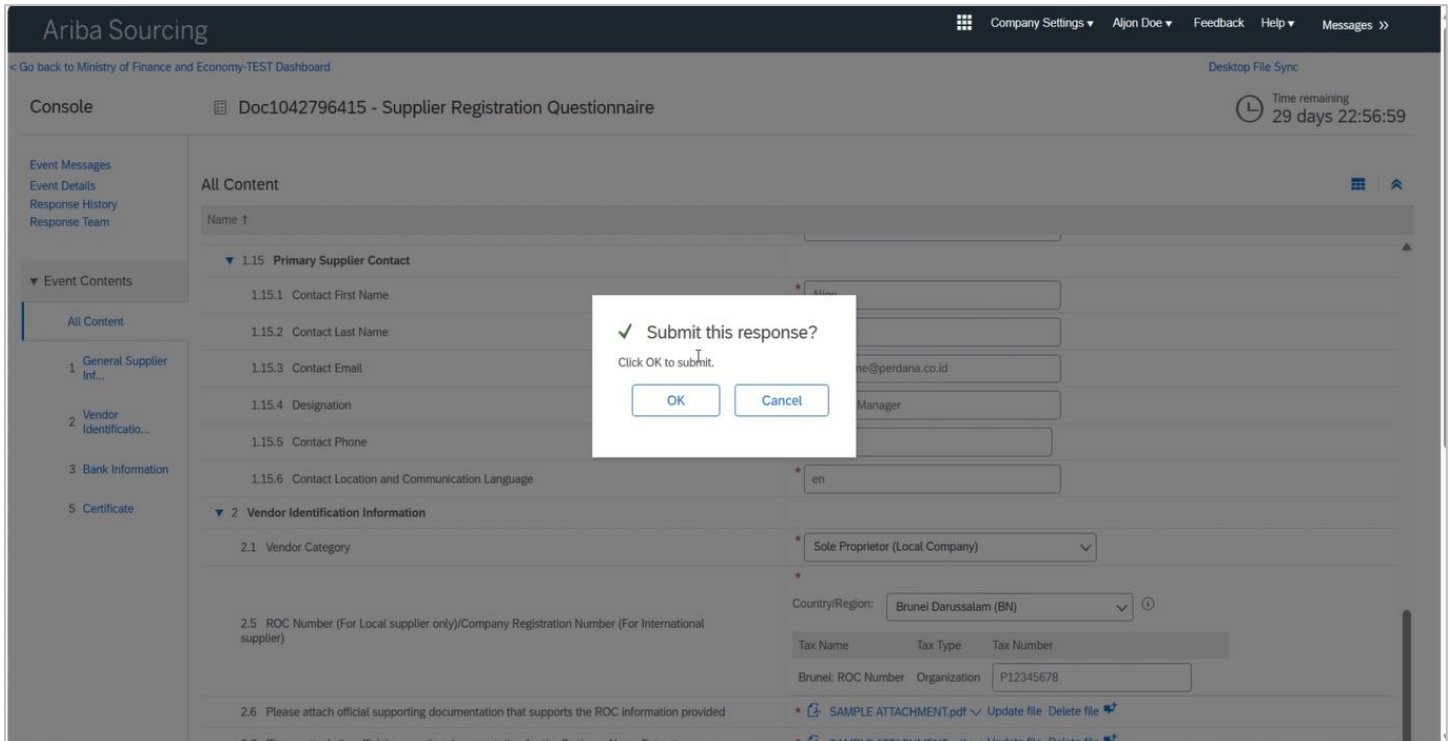 Ariba Sourcing
Company Settings ▾ Aljon Doe ▾ Feedback Help ▾ Messages »
< Go back to Ministry of Finance and Economy-TEST Dashboard
Desktop File Sync
Console
Doc1042796415 - Supplier Registration Questionnaire
Time remaining
29 days 22:56:59
Event Messages
Event Details
Response History
Response Team
▼ Event Contents
All Content
1 General Supplier
Inf...
2 Vendor
Identificatio...
3 Bank Information
5 Certificate
All Content
Name ↑
▼ 1.15 Primary Supplier Contact
1.15.1 Contact First Name * Aljon
1.15.2 Contact Last Name
1.15.3 Contact Email ne@perdana.co.id
1.15.4 Designation Manager
1.15.5 Contact Phone
1.15.6 Contact Location and Communication Language * en
▼ 2 Vendor Identification Information
2.1 Vendor Category * Sole Proprietor (Local Company)
*
Country/Region: Brunei Darussalam (BN)
2.5 ROC Number (For Local supplier only)/Company Registration Number (For International
supplier)
Tax Name Tax Type Tax Number
Brunei: ROC Number Organization P12345678
2.6 Please attach official supporting documentation that supports the ROC information provided * SAMPLE ATTACHMENT.pdf Update file Delete file
✓ Submit this response?
Click OK to submit.
OK Cancel